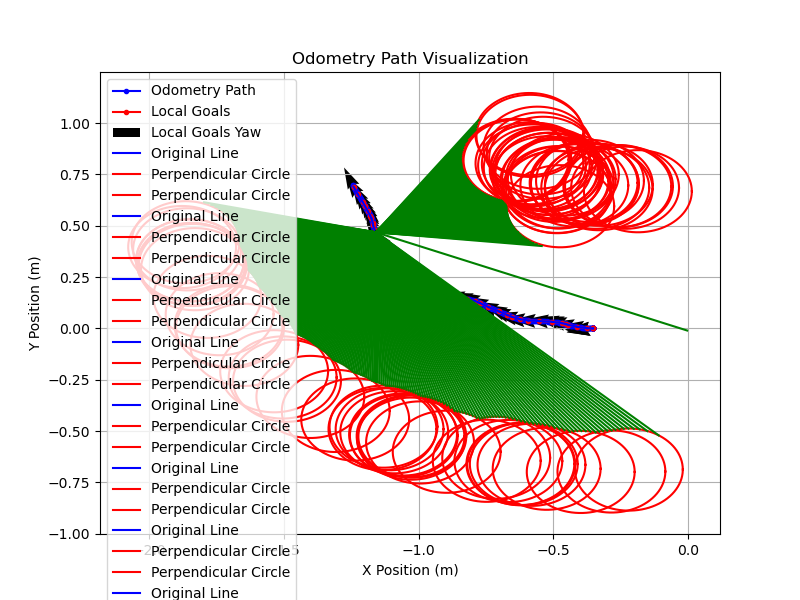 Odometry Path Visualization
Y Position (m)
1.00
0.75
0.50
0.25
0.00
−0.25
−0.50
−0.75
−1.00
Odometry Path
Local Goals
Local Goals Yaw
Original Line
Perpendicular Circle
Perpendicular Circle
Original Line
Perpendicular Circle
Perpendicular Circle
Original Line
Perpendicular Circle
Perpendicular Circle
Original Line
Perpendicular Circle
Perpendicular Circle
Original Line
Perpendicular Circle
Perpendicular Circle
Original Line
Perpendicular Circle
Perpendicular Circle
Original Line
Perpendicular Circle
Perpendicular Circle
Original Line
−1.0
−0.5
0.0
X Position (m)